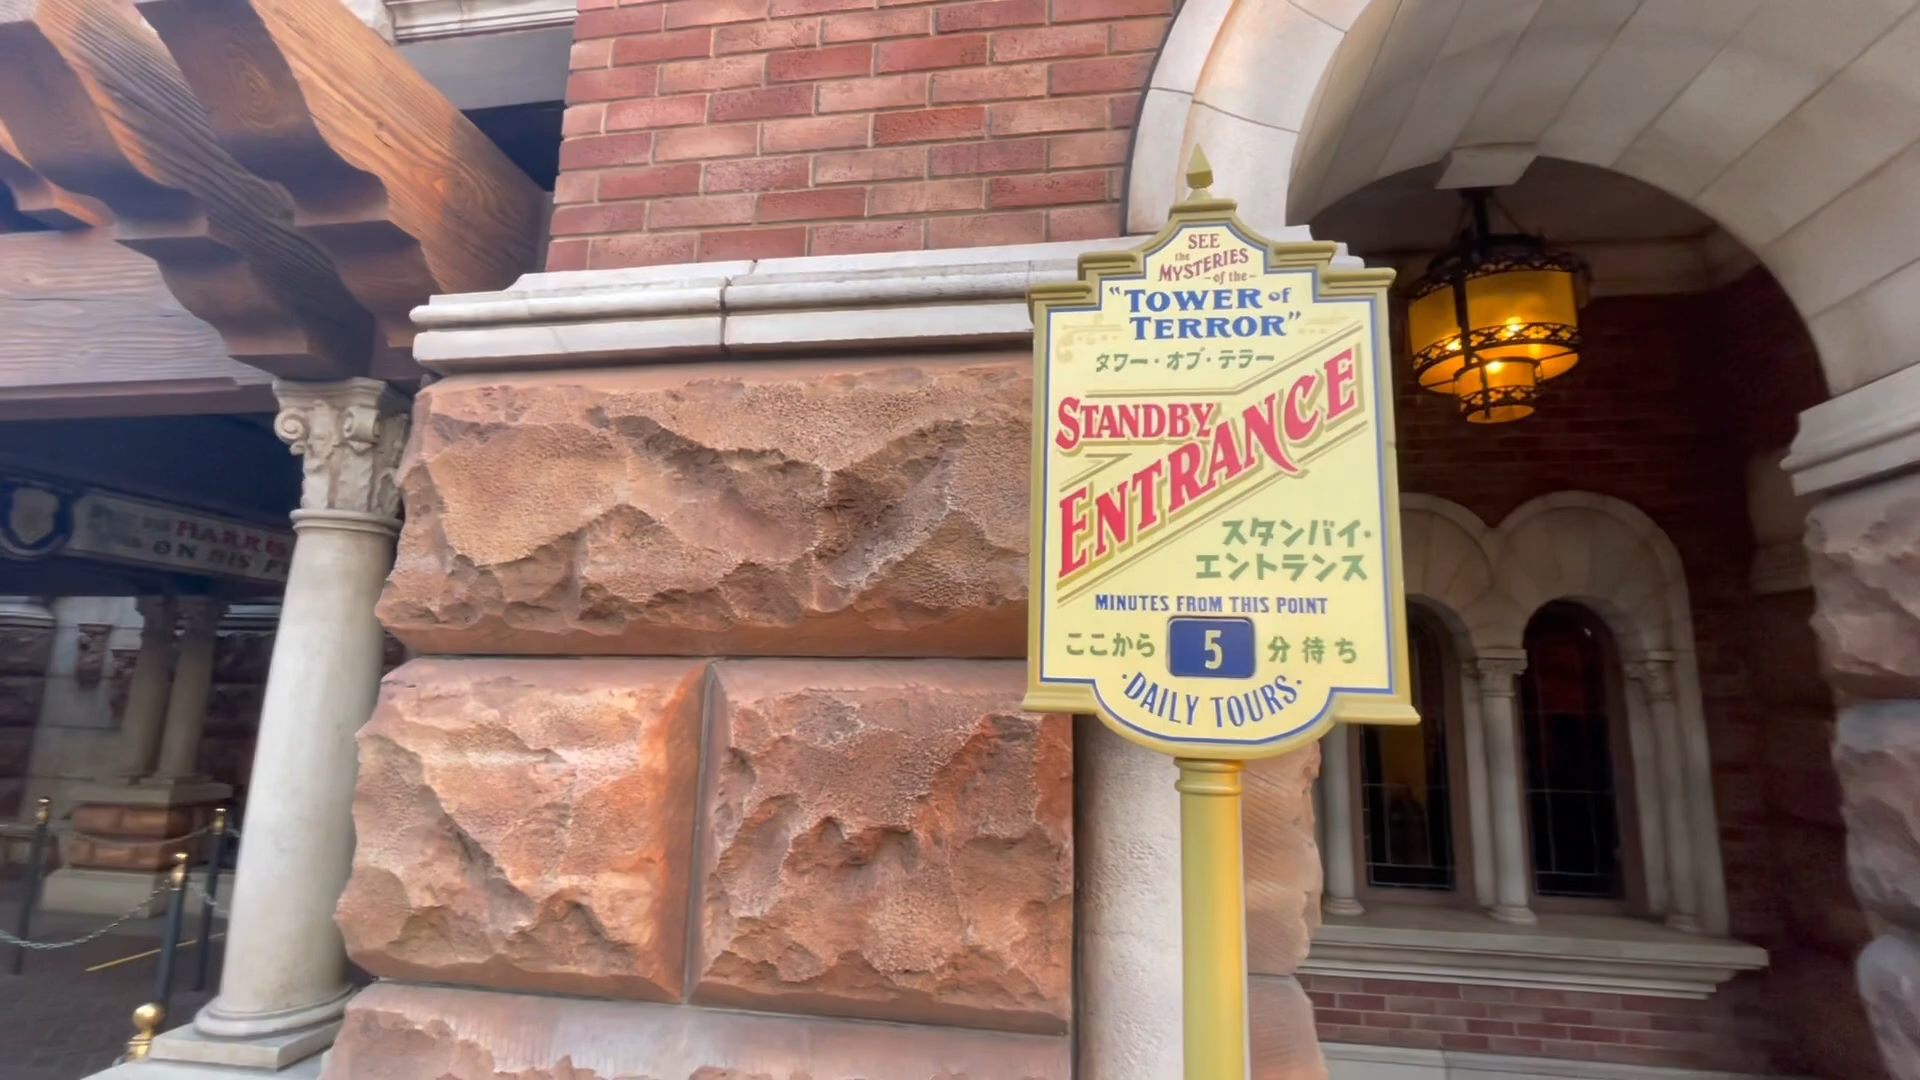 SEE
the
MYSTERIES
-of the-
"TOWER of
TERROR"
タワー・オブ・テラー
STANDBY
ENTRANCE
スタンバイ・
エントランス
MINUTES FROM THIS POINT
ここから 5 分待ち
・DAILY TOURS・
ON HIS